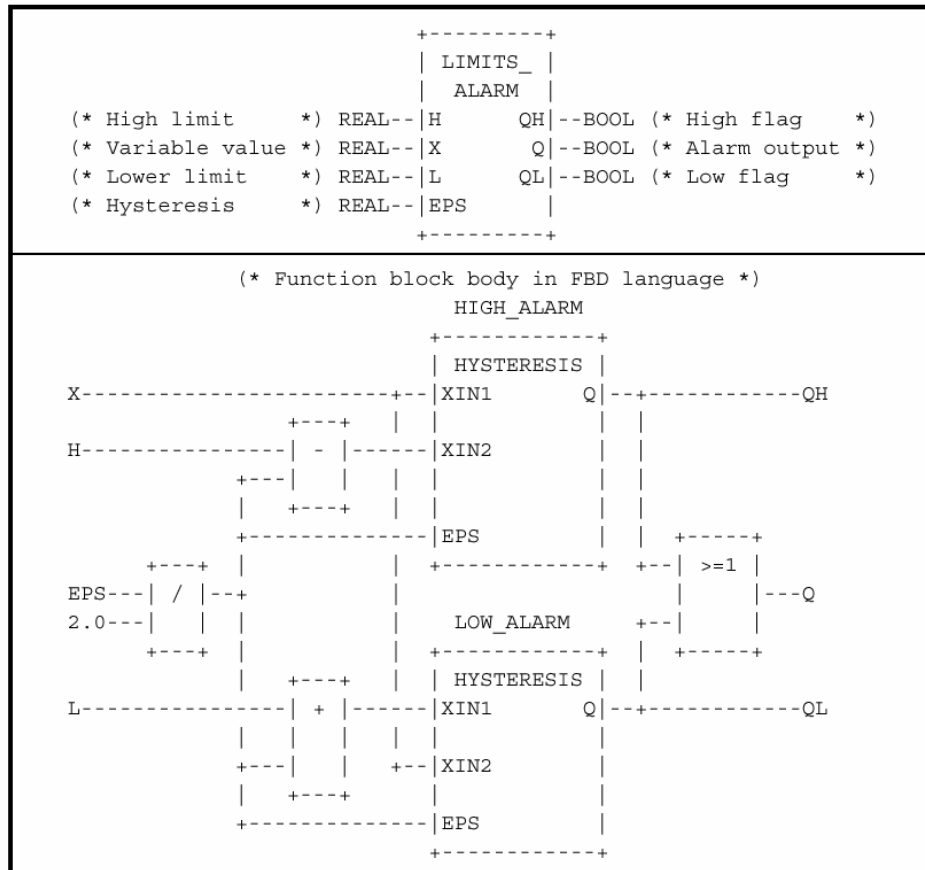 +---------+
| LIMITS_ |
|  ALARM  |
(* High limit     *) REAL--|H      QH|--BOOL (* High flag    *)
(* Variable value *) REAL--|X       Q|--BOOL (* Alarm output *)
(* Lower limit    *) REAL--|L      QL|--BOOL (* Low flag     *)
(* Hysteresis     *) REAL--|EPS      |
+---------+
(* Function block body in FBD language *)
                      HIGH_ALARM
                     +------------+
                     | HYSTERESIS |
X------------------------+--|XIN1       Q|--+------------QH
                 +---+   |  |            |  |
H----------------| - |------|XIN2        |  |
             +---|   |   |  |            |  |
             |   +---+   |  |            |  |
             +--------------|EPS         |  |  +-----+
      +---+  |           |  +------------+  +--| >=1 |
EPS---| / |--+           |                     |     |---Q
2.0---|   |  |           |    LOW_ALARM     +--|     |
      +---+  |           |  +------------+  |  +-----+
             |   +---+   |  | HYSTERESIS |  |
L----------------| + |------|XIN1       Q|--+------------QL
             |   |   |   |  |            |
             +---|   |   +--|XIN2        |
             |   +---+      |            |
             +--------------|EPS         |
                            +------------+